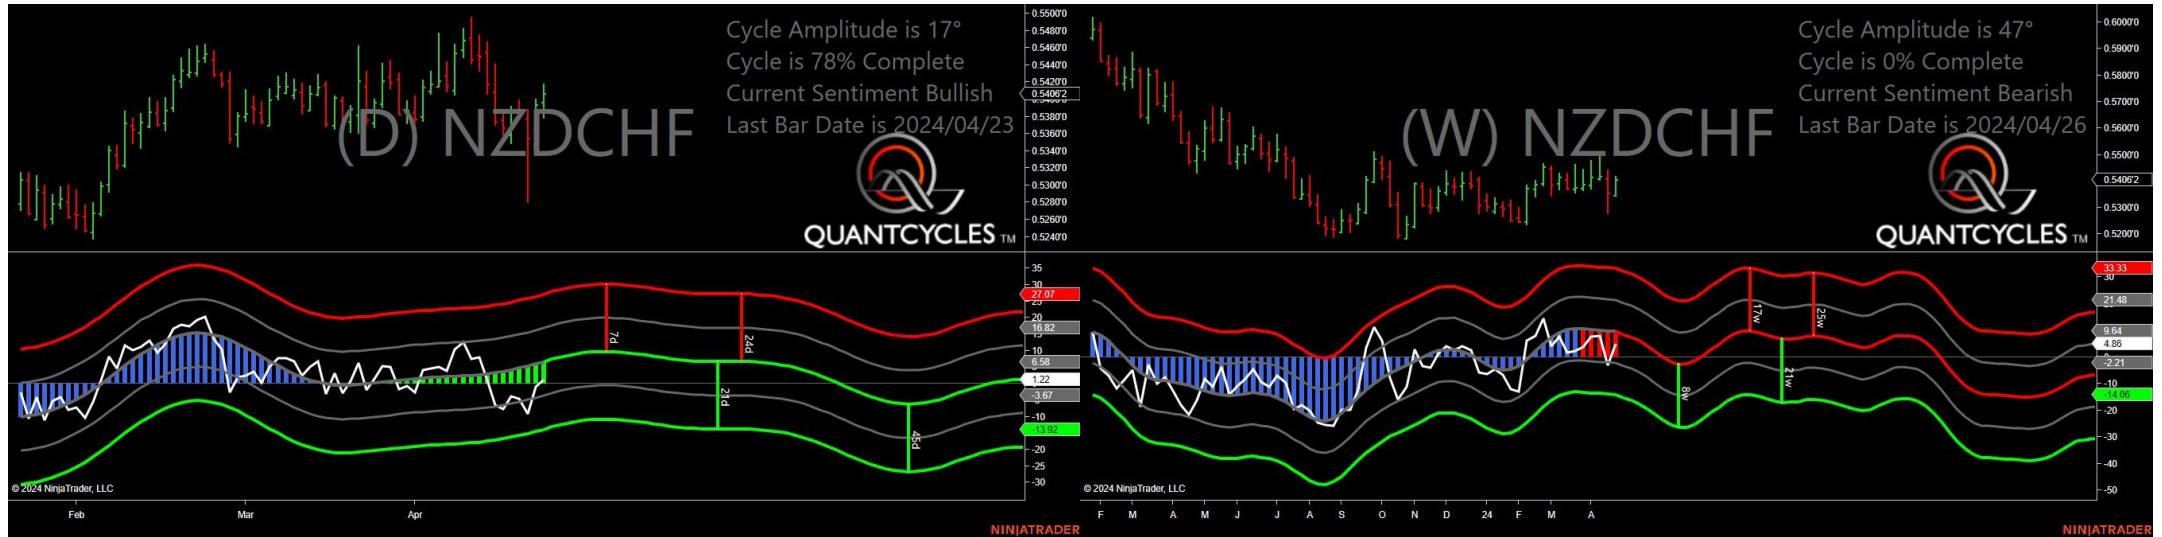 Cycle Amplitude is 17°
Cycle is 78% Complete
Current Sentiment Bullish
Last Bar Date is 2024/04/23
(D) NZDCHF
QUANTCYCLES TM
0.5500'0
0.5480'0
0.5460'0
0.5440'0
0.5420'0
0.5406'2
0.5380'0
0.5360'0
0.5340'0
0.5320'0
0.5300'0
0.5280'0
0.5260'0
0.5240'0
35
30
27.07
25
20
16.82
10
6.58
1.22
-3.67
-10
-13.92
-20
-25
-30
7d
24d
21d
45d
© 2024 NinjaTrader, LLC
Feb
Mar
Apr
NINJATRADER
Cycle Amplitude is 47°
Cycle is 0% Complete
Current Sentiment Bearish
Last Bar Date is 2024/04/26
(W) NZDCHF
QUANTCYCLES TM
0.6000'0
0.5900'0
0.5800'0
0.5700'0
0.5600'0
0.5500'0
0.5406'2
0.5300'0
0.5200'0
33.33
30
21.48
9.64
4.86
-2.21
-10
-14.06
-20
-30
-40
-50
17w
25w
8w
21w
© 2024 NinjaTrader, LLC
F M A M J J A S O N D 24 F M A
NINJATRADER